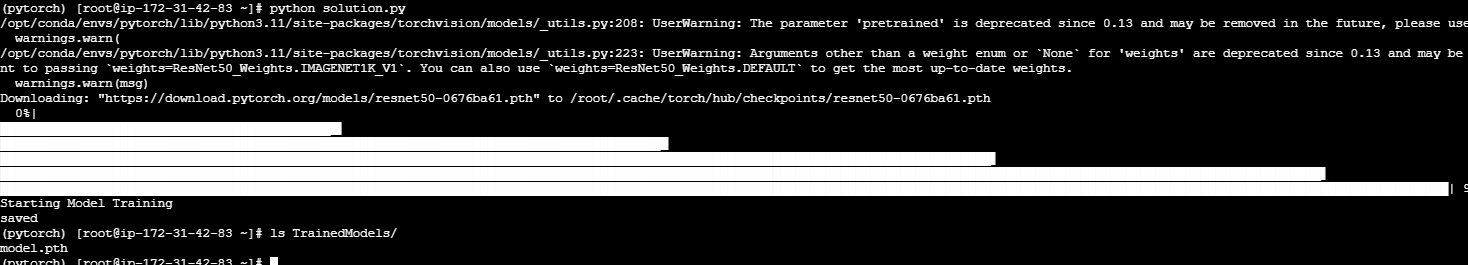 (pytorch) [root@ip-172-31-42-83 ~]# python solution.py
/opt/conda/envs/pytorch/lib/python3.11/site-packages/torchvision/models/_utils.py:208: UserWarning: The parameter 'pretrained' is deprecated since 0.13 and may be removed in the future, please use
warnings.warn(
/opt/conda/envs/pytorch/lib/python3.11/site-packages/torchvision/models/_utils.py:223: UserWarning: Arguments other than a weight enum or `None` for 'weights' are deprecated since 0.13 and may be
nt to passing `weights=ResNet50_Weights.IMAGENET1K_V1`. You can also use `weights=ResNet50_Weights.DEFAULT` to get the most up-to-date weights.
warnings.warn(msg)
Downloading: "https://download.pytorch.org/models/resnet50-0676ba61.pth" to /root/.cache/torch/hub/checkpoints/resnet50-0676ba61.pth
0%|
| 9
Starting Model Training
saved
(pytorch) [root@ip-172-31-42-83 ~]# ls TrainedModels/
model.pth
(pytorch) [root@ip-172-31-42-83 ~]#